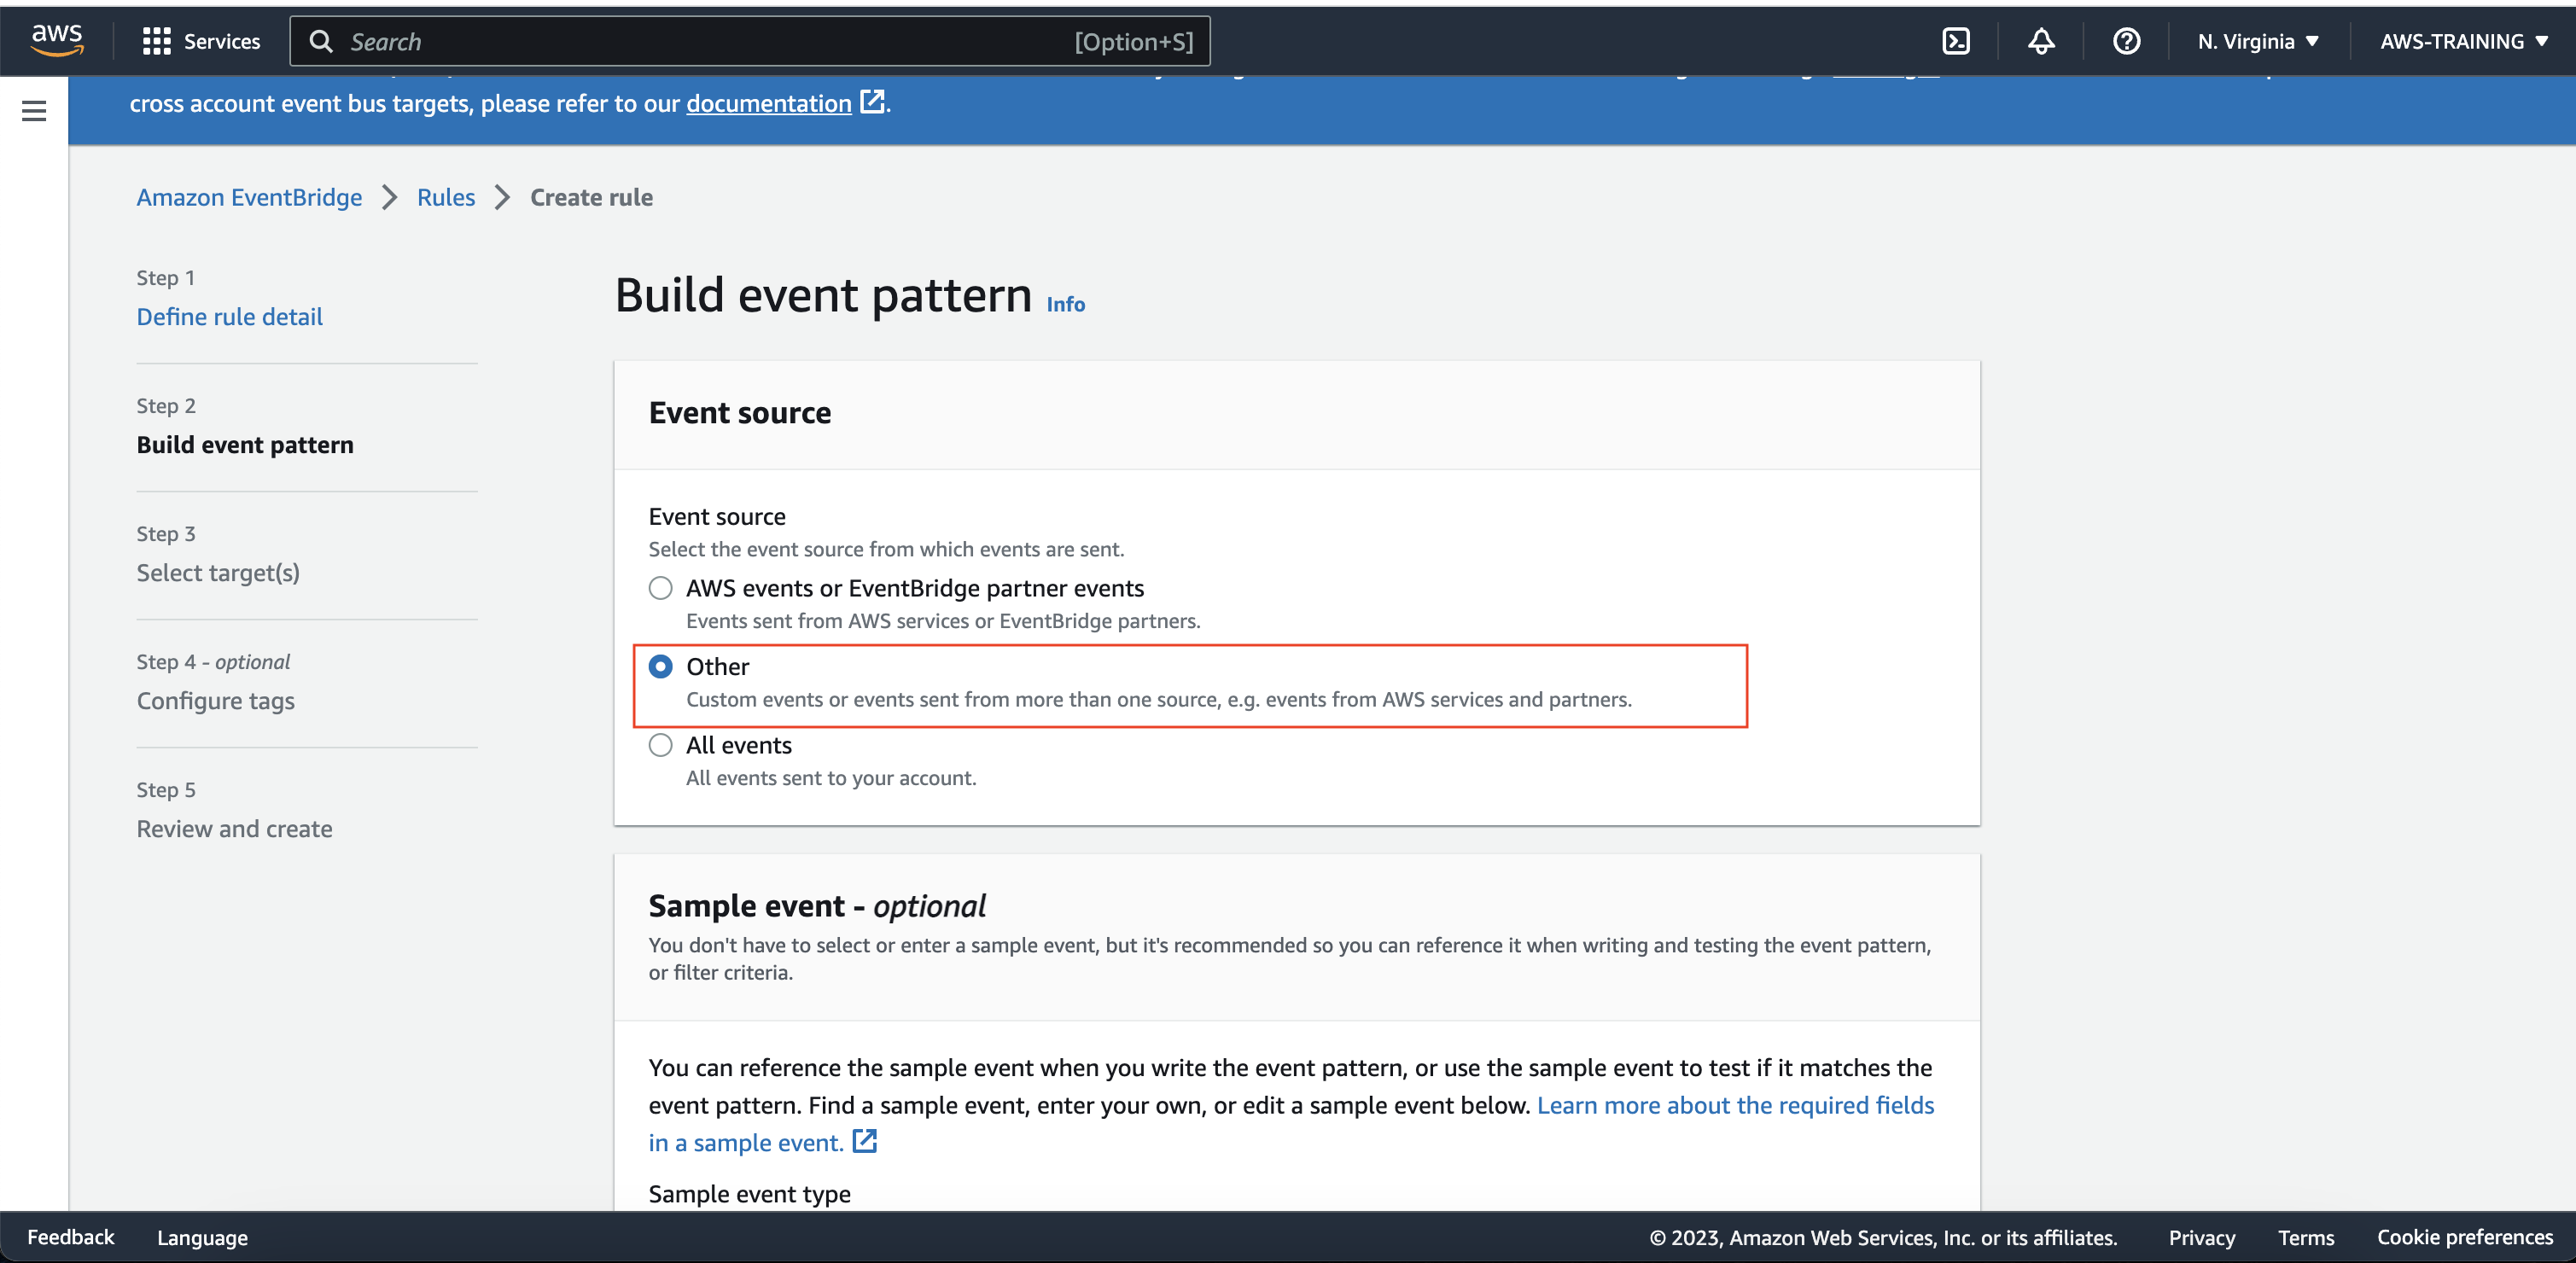 aws
Services
Search
[Option+S]
N. Virginia
AWS-TRAINING
cross account event bus targets, please refer to our documentation.
Amazon EventBridge
Rules
Create rule
Step 1
Define rule detail
Step 2
Build event pattern
Step 3
Select target(s)
Step 4 - optional
Configure tags
Step 5
Review and create
Build event pattern Info
Event source
Event source
Select the event source from which events are sent.
AWS events or EventBridge partner events
Events sent from AWS services or EventBridge partners.
Other
Custom events or events sent from more than one source, e.g. events from AWS services and partners.
All events
All events sent to your account.
Sample event - optional
You don't have to select or enter a sample event, but it's recommended so you can reference it when writing and testing the event pattern,
or filter criteria.
You can reference the sample event when you write the event pattern, or use the sample event to test if it matches the
event pattern. Find a sample event, enter your own, or edit a sample event below. Learn more about the required fields
in a sample event.
Sample event type
Feedback
Language
© 2023, Amazon Web Services, Inc. or its affiliates.
Privacy
Terms
Cookie preferences